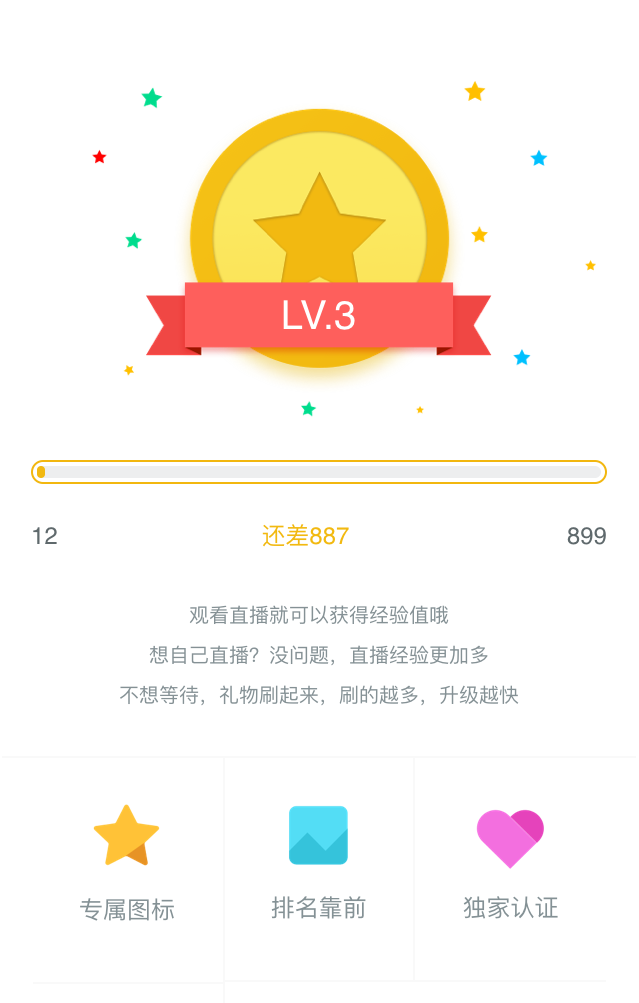 LV.3
12 还差887 899
观看直播就可以获得经验值哦
想自己直播？没问题，直播经验更加多
不想等待，礼物刷起来，刷的越多，升级越快
专属图标 排名靠前 独家认证